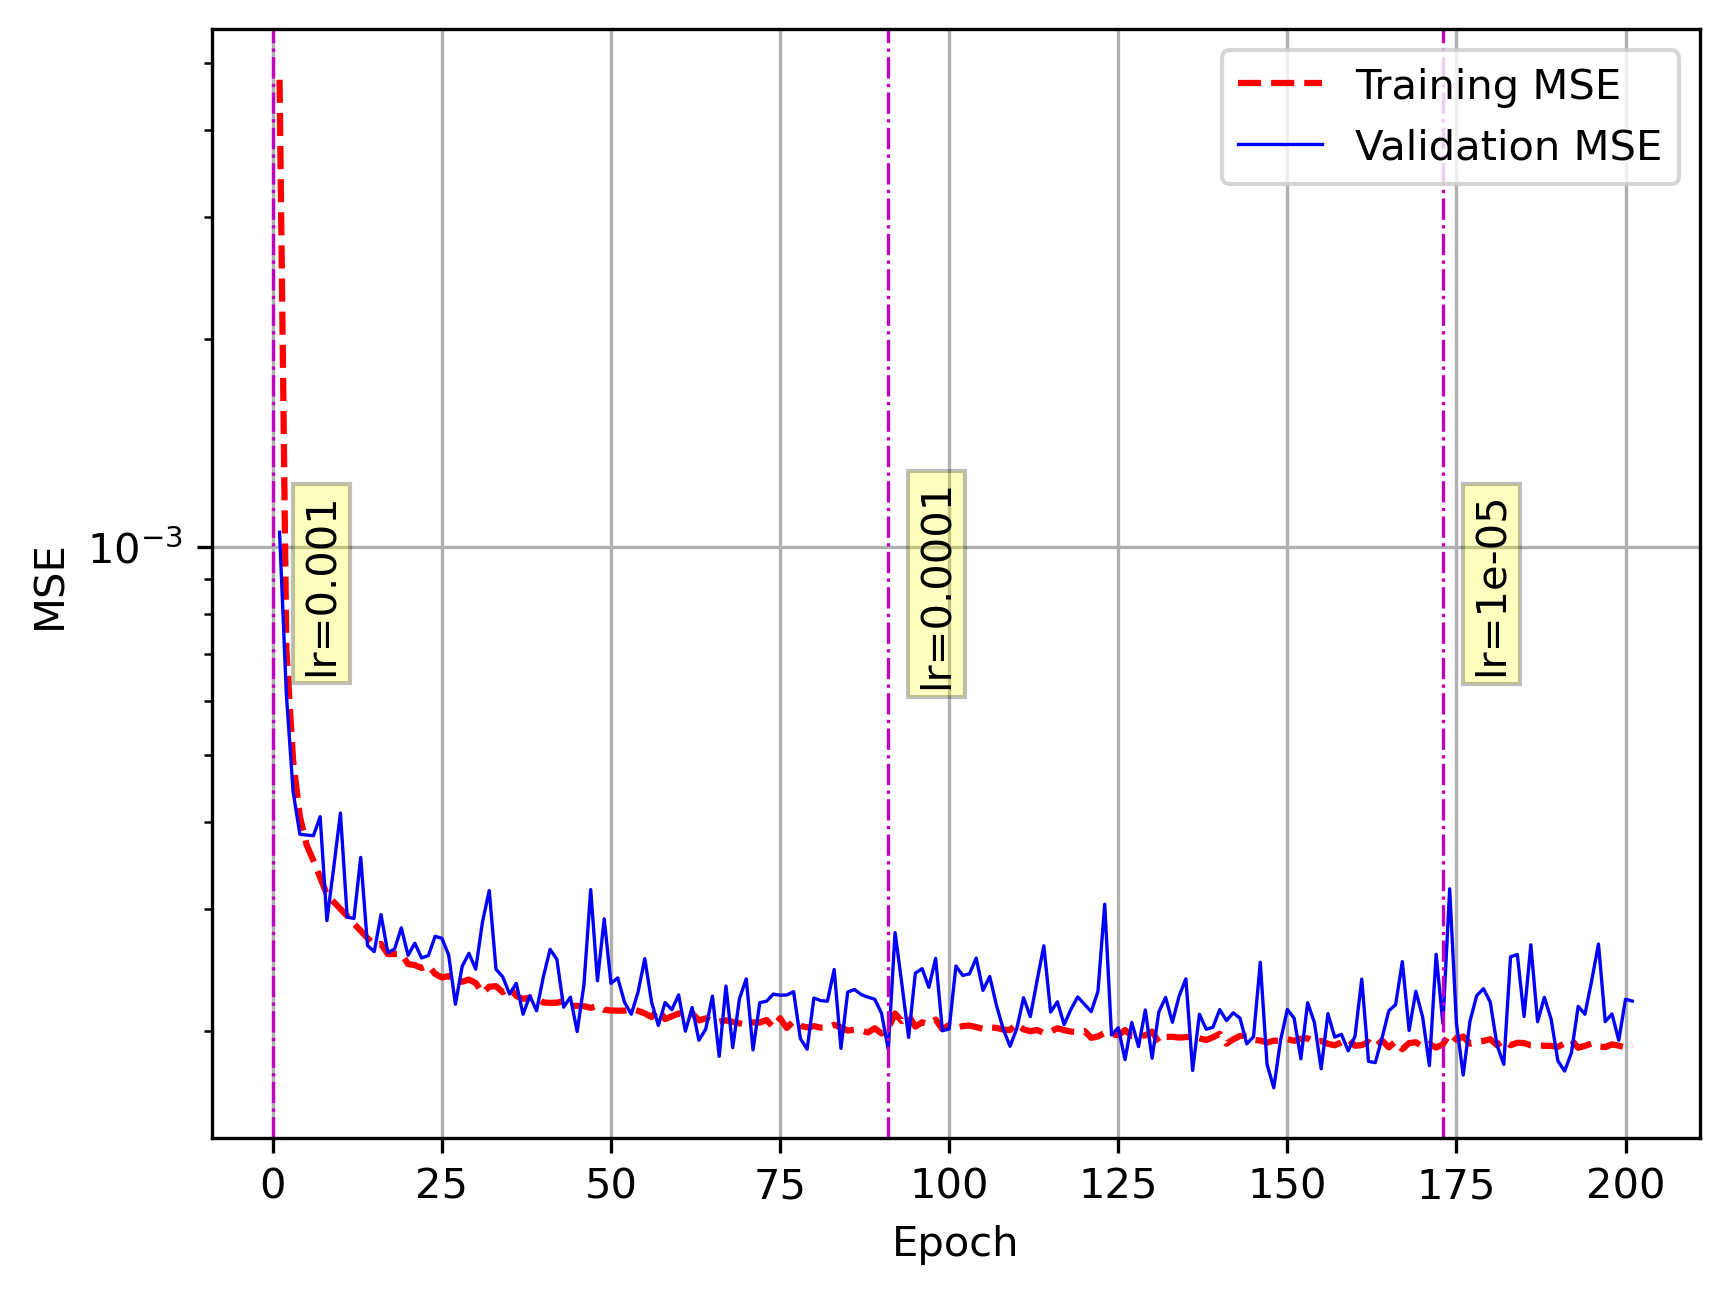 Training MSE
Validation MSE
MSE
10⁻³
lr=0.001
lr=0.0001
lr=1e-05
0 25 50 75 100 125 150 175 200
Epoch